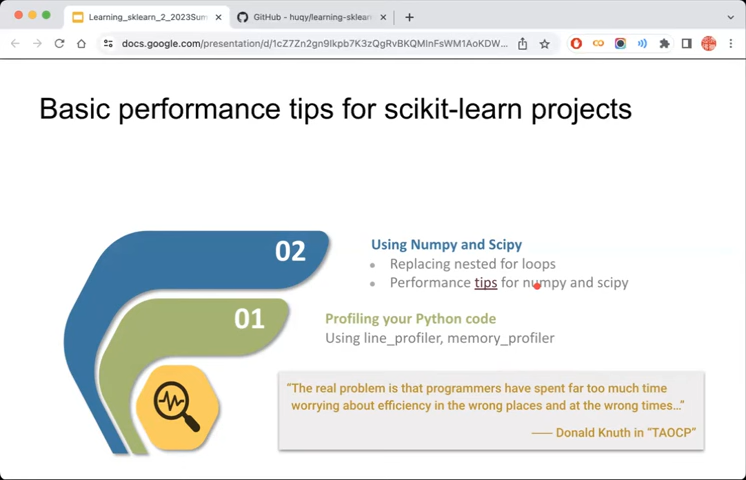 Learning_sklearn_2_2023Sum
GitHub - huqy/learning-sklearn
docs.google.com/presentation/d/1cZ7Zn2gn9Ikpb7K3zQgRvBKQMInFsWM1AoKDW...
Basic performance tips for scikit-learn projects
02
Using Numpy and Scipy
Replacing nested for loops
Performance tips for numpy and scipy
01
Profiling your Python code
Using line_profiler, memory_profiler
“The real problem is that programmers have spent far too much time
worrying about efficiency in the wrong places and at the wrong times…”
—— Donald Knuth in “TAOCP”